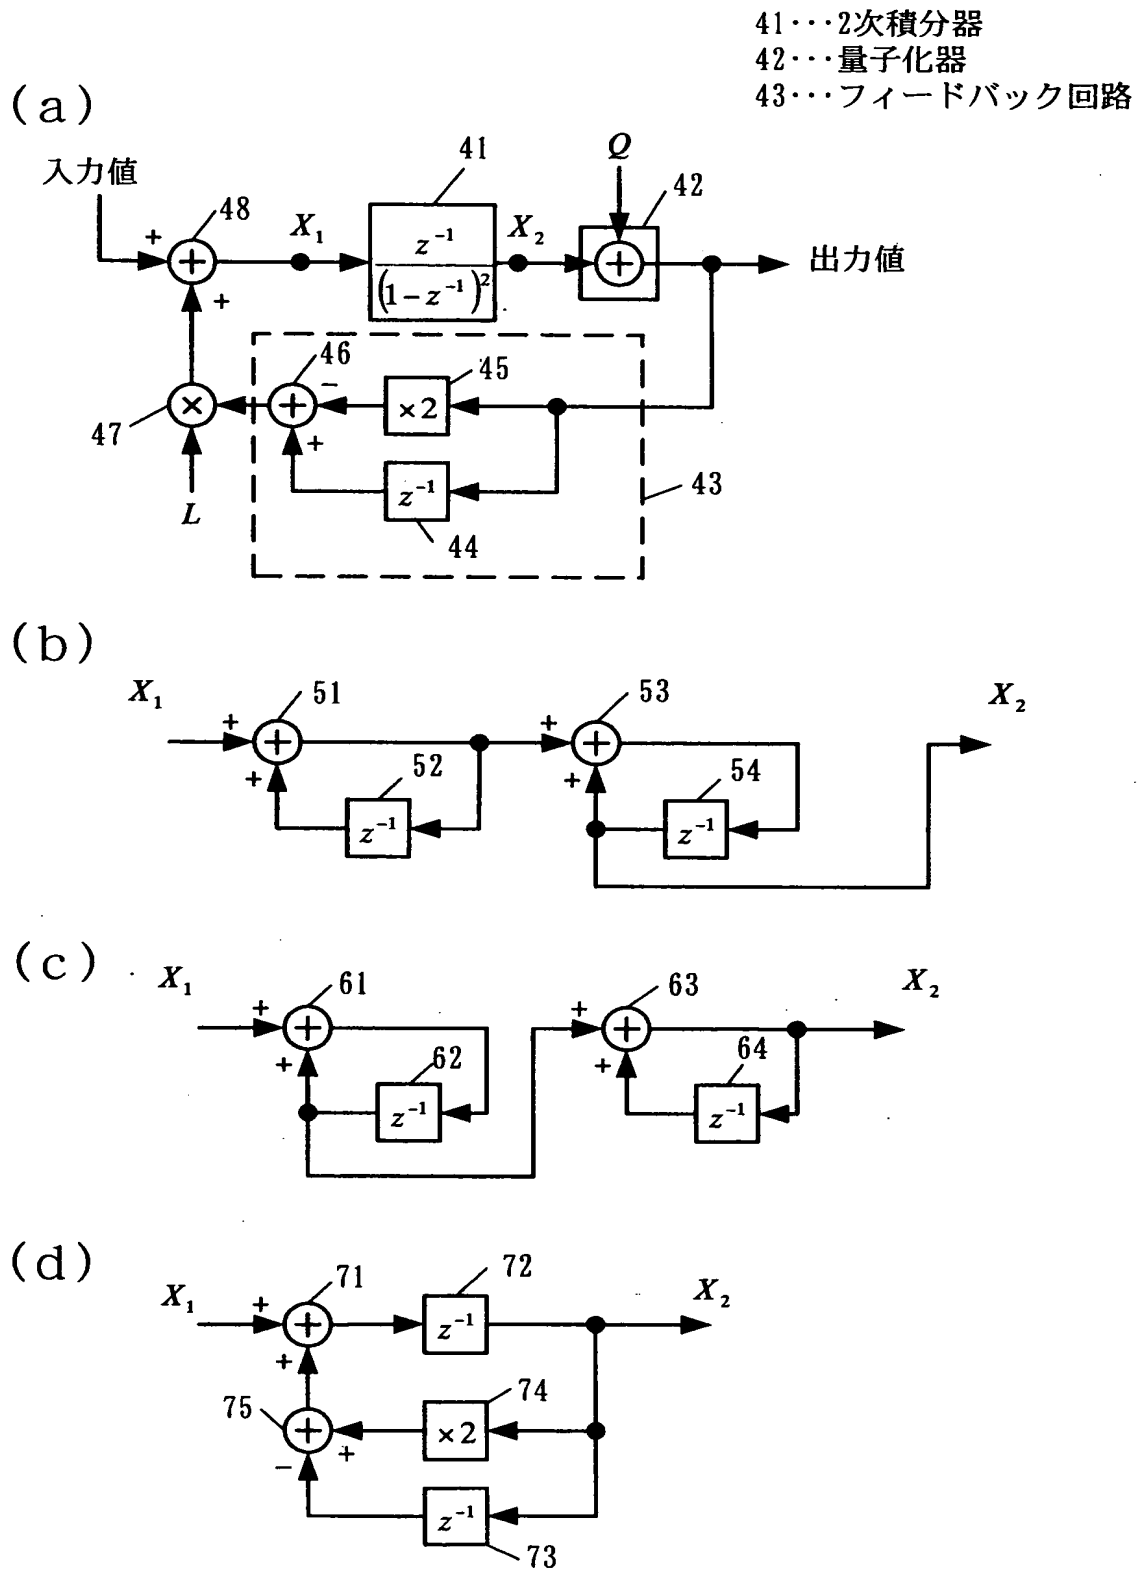 41···2次積分器
42···量子化器
43···フィードバック回路
(a)
入力値
48
+
+
+
X₁
41
z⁻¹
(1-z⁻¹)²
X₂
Q
42
+
出力値
46
+
−
+
45
×2
47
×
L
z⁻¹
44
43
(b)
X₁
51
+
+
+
52
z⁻¹
53
+
+
+
54
z⁻¹
X₂
(c)
X₁
61
+
+
+
62
z⁻¹
63
+
+
+
64
z⁻¹
X₂
(d)
X₁
71
+
+
+
72
z⁻¹
X₂
75
+
+
−
74
×2
z⁻¹
73